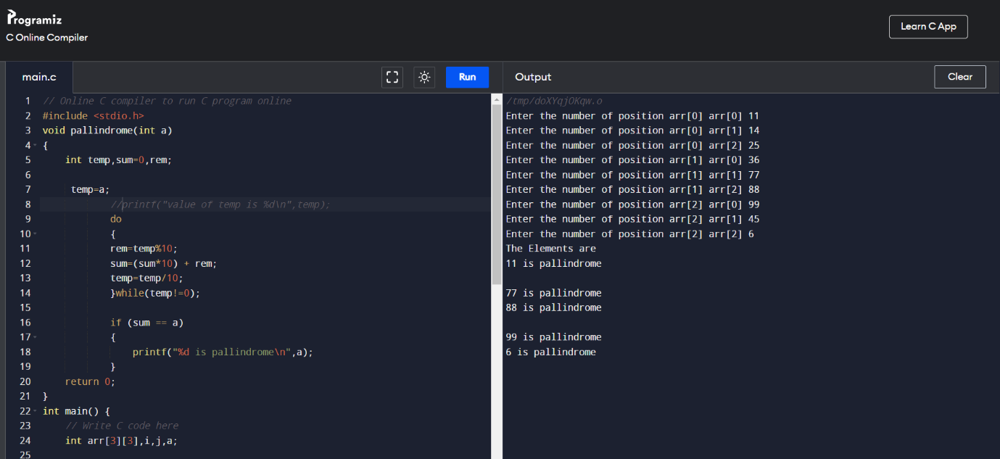 Programiz
C Online Compiler
Learn C App
main.c
Run
Output
Clear
1 // Online C compiler to run C program online
2 #include <stdio.h>
3 void pallindrome(int a)
4 {
5 int temp,sum=0,rem;
6
7 temp=a;
8 //printf("value of temp is %d\n",temp);
9 do
10 {
11 rem=temp%10;
12 sum=(sum*10) + rem;
13 temp=temp/10;
14 }while(temp!=0);
15
16 if (sum == a)
17 {
18 printf("%d is pallindrome\n",a);
19 }
20 return 0;
21 }
22 int main() {
23 // Write C code here
24 int arr[3][3],i,j,a;
25
/tmp/doXYqjOKqw.o
Enter the number of position arr[0] arr[0] 11
Enter the number of position arr[0] arr[1] 14
Enter the number of position arr[0] arr[2] 25
Enter the number of position arr[1] arr[0] 36
Enter the number of position arr[1] arr[1] 77
Enter the number of position arr[1] arr[2] 88
Enter the number of position arr[2] arr[0] 99
Enter the number of position arr[2] arr[1] 45
Enter the number of position arr[2] arr[2] 6
The Elements are
11 is pallindrome
77 is pallindrome
88 is pallindrome
99 is pallindrome
6 is pallindrome